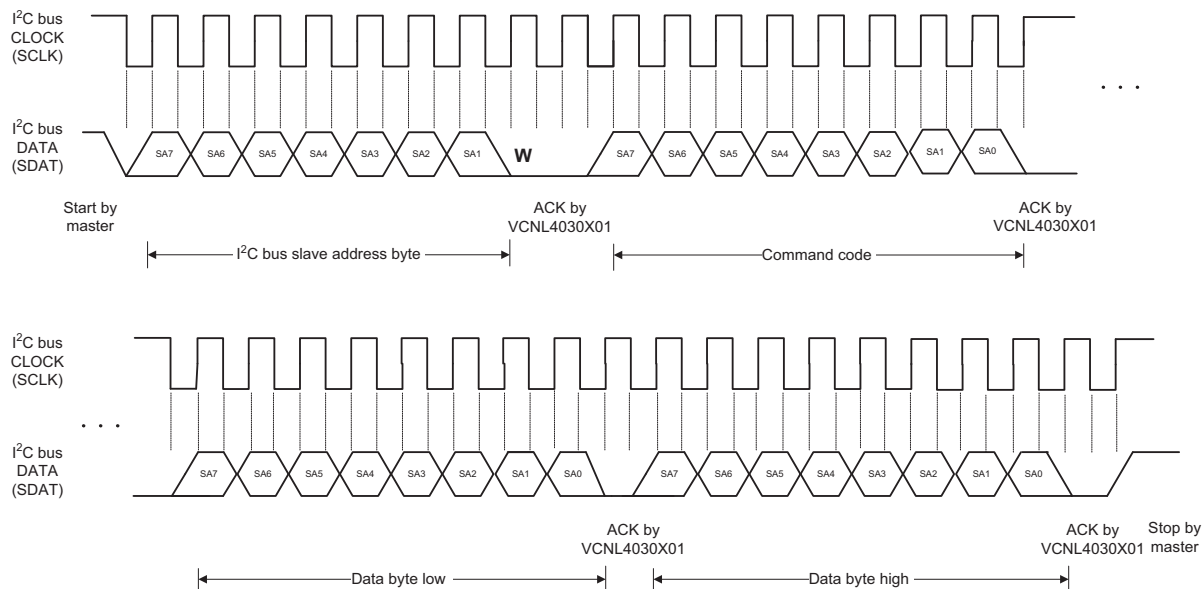 I²C bus
CLOCK
(SCLK)
. . .
I²C bus
DATA
(SDAT)
SA7 SA6 SA5 SA4 SA3 SA2 SA1 W SA7 SA6 SA5 SA4 SA3 SA2 SA1 SA0
Start by
master
ACK by
VCNL4030X01
ACK by
VCNL4030X01
I²C bus slave address byte
Command code
I²C bus
CLOCK
(SCLK)
. . .
I²C bus
DATA
(SDAT)
SA7 SA6 SA5 SA4 SA3 SA2 SA1 SA0 SA7 SA6 SA5 SA4 SA3 SA2 SA1 SA0
ACK by
VCNL4030X01
ACK by
VCNL4030X01
Stop by
master
Data byte low
Data byte high